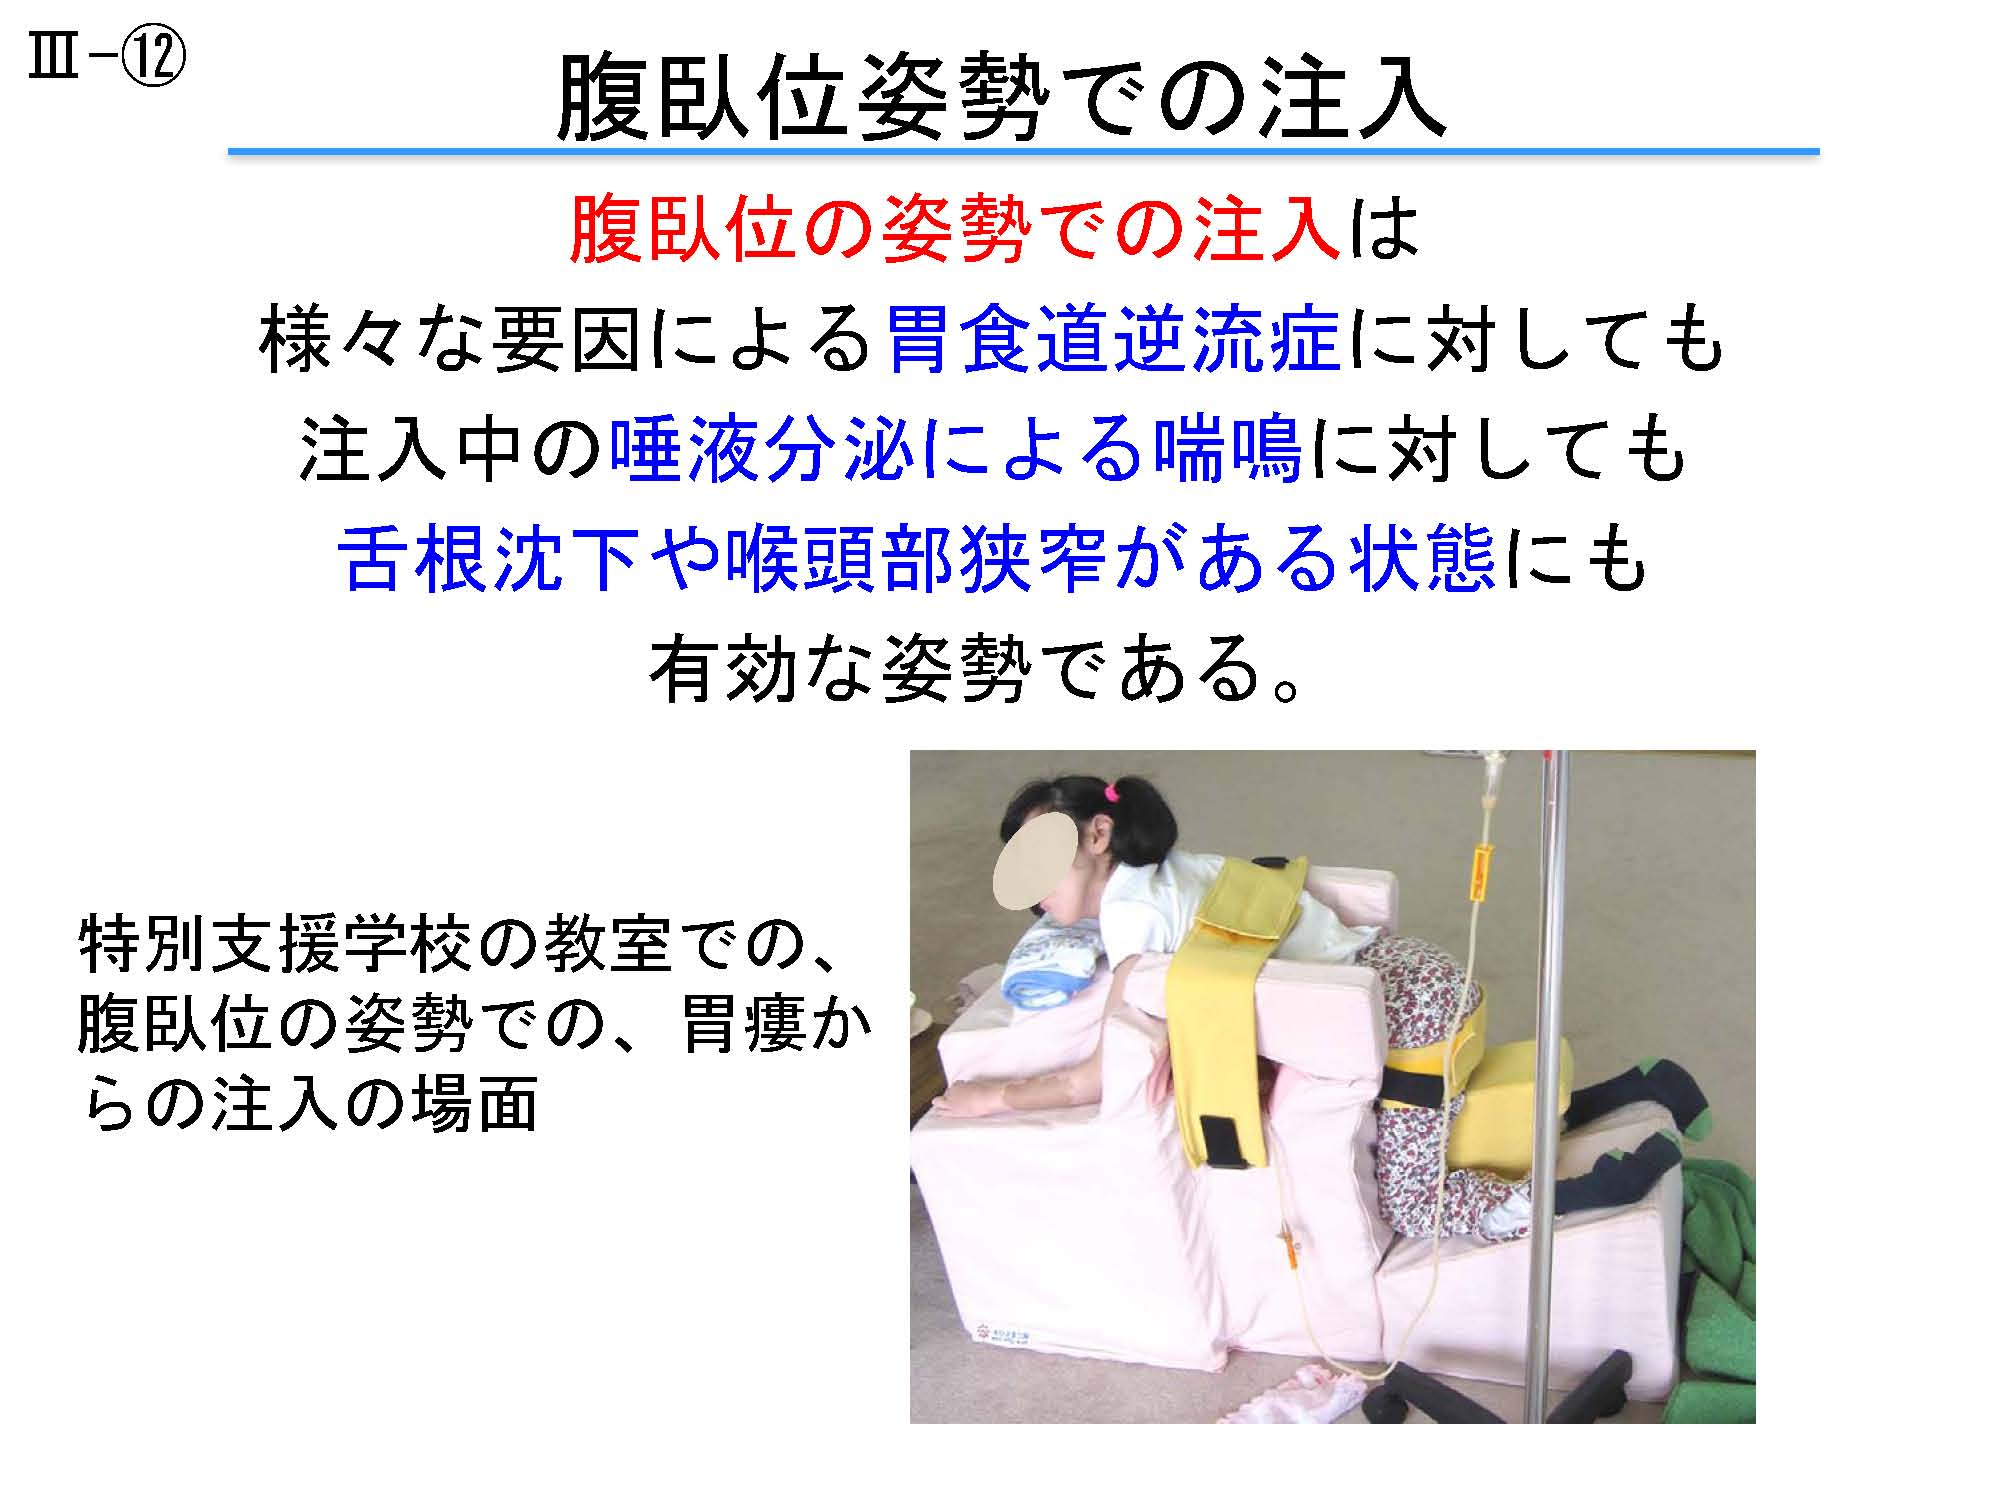 Ⅲ-⑫
腹臥位姿勢での注入
腹臥位の姿勢での注入は
様々な要因による胃食道逆流症に対しても
注入中の唾液分泌による喘鳴に対しても
舌根沈下や喉頭部狭窄がある状態にも
有効な姿勢である。
特別支援学校の教室での、
腹臥位の姿勢での、胃瘻か
らの注入の場面